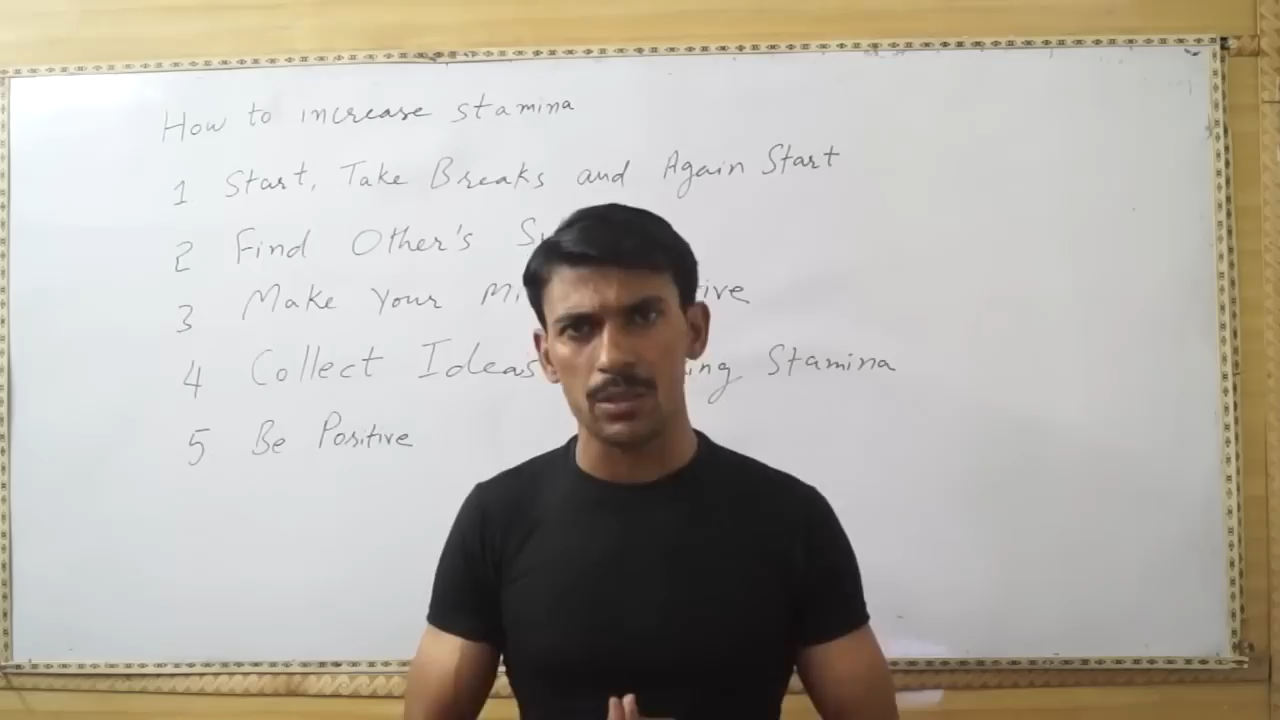 How to increase stamina
1 Start, Take Breaks and Again Start
2 Find Other's
3 Make Your
4 Collect Ideas Stamina
5 Be Positive